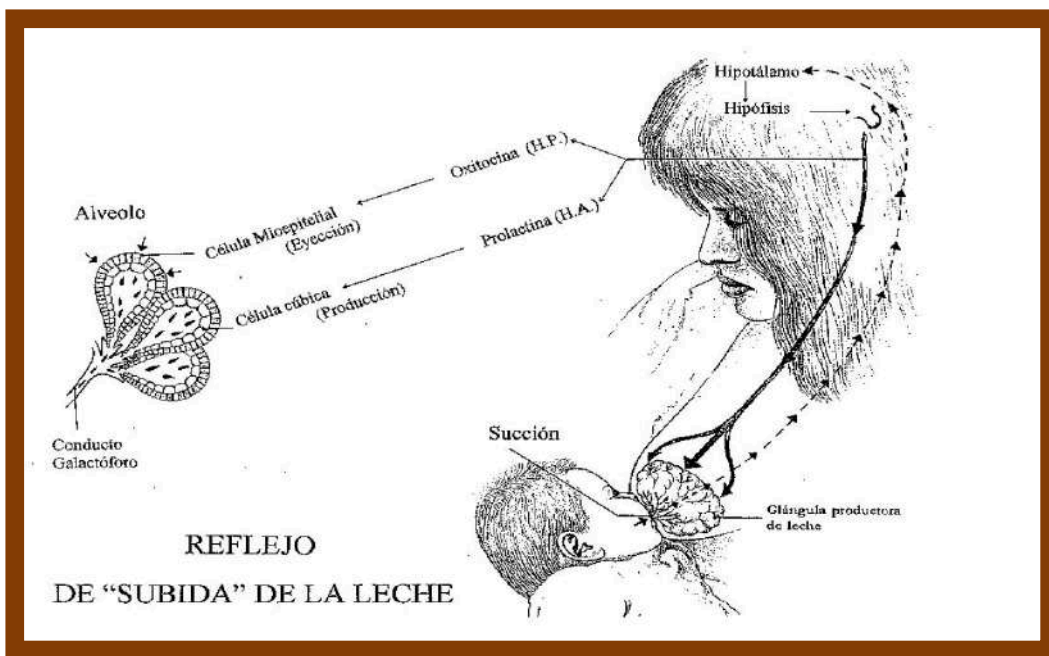 Hipotálamo
Hipófisis
Oxitocina (H.P.)
Prolactina (H.A.)
Alveolo
Célula Mioepitelial
(Eyección)
Célula cúbica
(Producción)
Conducto
Galactóforo
Succión
Glángula productora
de leche
REFLEJO
DE “SUBIDA” DE LA LECHE